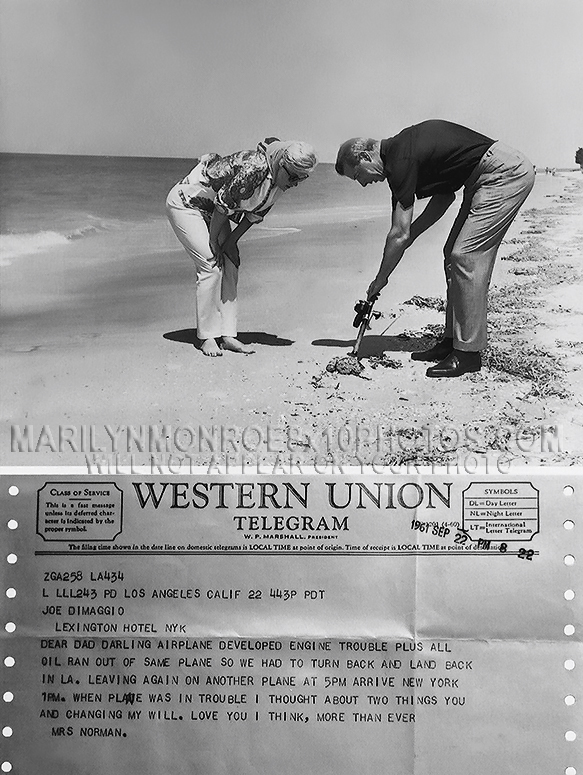 MARILYNMONROE8x10PHOTOS.COM
WILL NOT APPEAR ON YOUR PHOTO
CLASS OF SERVICE
This is a fast message
unless its deferred char-
acter is indicated by the
proper symbol.
WESTERN UNION
TELEGRAM
W. P. MARSHALL, PRESIDENT
1961 SEP 22 PM 8 22
SYMBOLS
DL=Day Letter
NL=Night Letter
LT=International
Letter Telegram
The filing time shown in the date line on domestic telegrams is LOCAL TIME at point of origin. Time of receipt is LOCAL TIME at point of destination
ZGA258 LA434
L LLL243 PD LOS ANGELES CALIF 22 443P PDT
JOE DIMAGGIO
LEXINGTON HOTEL NYK
DEAR DAD DARLING AIRPLANE DEVELOPED ENGINE TROUBLE PLUS ALL
OIL RAN OUT OF SAME PLANE SO WE HAD TO TURN BACK AND LAND BACK
IN LA. LEAVING AGAIN ON ANOTHER PLANE AT 5PM ARRIVE NEW YORK
1PM. WHEN PLANE WAS IN TROUBLE I THOUGHT ABOUT TWO THINGS YOU
AND CHANGING MY WILL. LOVE YOU I THINK, MORE THAN EVER
MRS NORMAN.